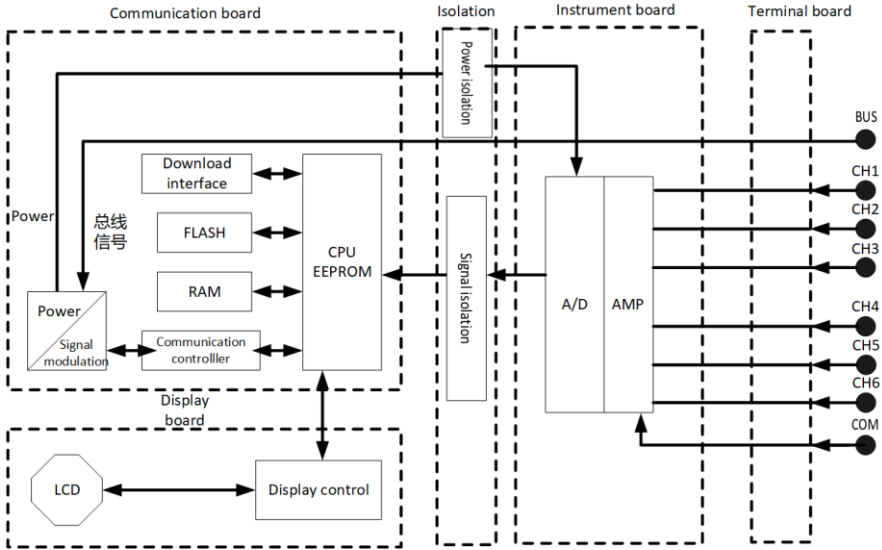 Communication board
Isolation
Instrument board
Terminal board
Power isolation
BUS
Download
interface
CH1
Power
总线
信号
FLASH
CPU
EEPROM
CH2
CH3
RAM
Signal isolation
A/D
AMP
Power
Signal
modulation
Communication
controlller
CH4
CH5
CH6
Display
board
COM
LCD
Display control